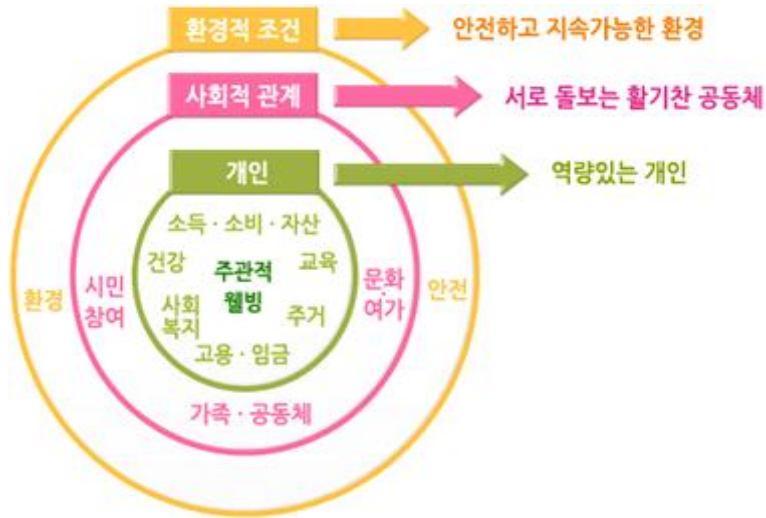 환경적 조건
안전하고 지속가능한 환경
사회적 관계
서로 돌보는 활기찬 공동체
개인
역량있는 개인
소득 · 소비 · 자산
건강
교육
주관적
웰빙
사회
복지
주거
고용 · 임금
시민
참여
문화·
여가
가족 · 공동체
환경
안전